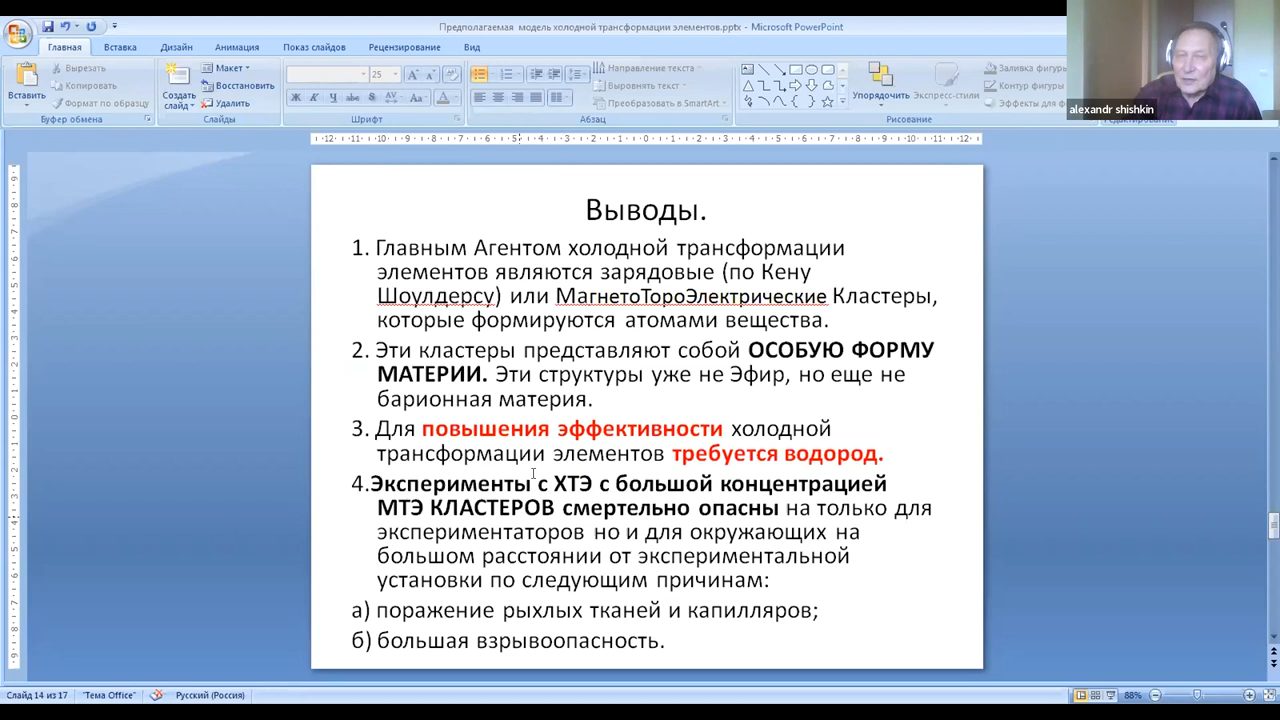 Предполагаемая модель холодной трансформации элементов.pptx - Microsoft PowerPoint
Главная Вставка Дизайн Анимация Показ слайдов Рецензирование Вид
Вставить
Вырезать
Копировать
Формат по образцу
Буфер обмена
Создать слайд
Макет
Восстановить
Удалить
Слайды
25
Шрифт
Направление текста
Выровнять текст
Преобразовать в SmartArt
Абзац
Упорядочить
Экспресс-стили
Заливка фигуры
Контур фигуры
Эффекты для ф
Рисование
Редактирование
alexandr shishkin
Выводы.
1. Главным Агентом холодной трансформации
элементов являются зарядовые (по Кену
Шоулдерсу) или МагнетоТороЭлектрические Кластеры,
которые формируются атомами вещества.
2. Эти кластеры представляют собой ОСОБУЮ ФОРМУ
МАТЕРИИ. Эти структуры уже не Эфир, но еще не
барионная материя.
3. Для повышения эффективности холодной
трансформации элементов требуется водород.
4.Эксперименты с ХТЭ с большой концентрацией
МТЭ КЛАСТЕРОВ смертельно опасны на только для
экспериментаторов но и для окружающих на
большом расстоянии от экспериментальной
установки по следующим причинам:
а) поражение рыхлых тканей и капилляров;
б) большая взрывоопасность.
Слайд 14 из 17 "Тема Office" Русский (Россия) 88%